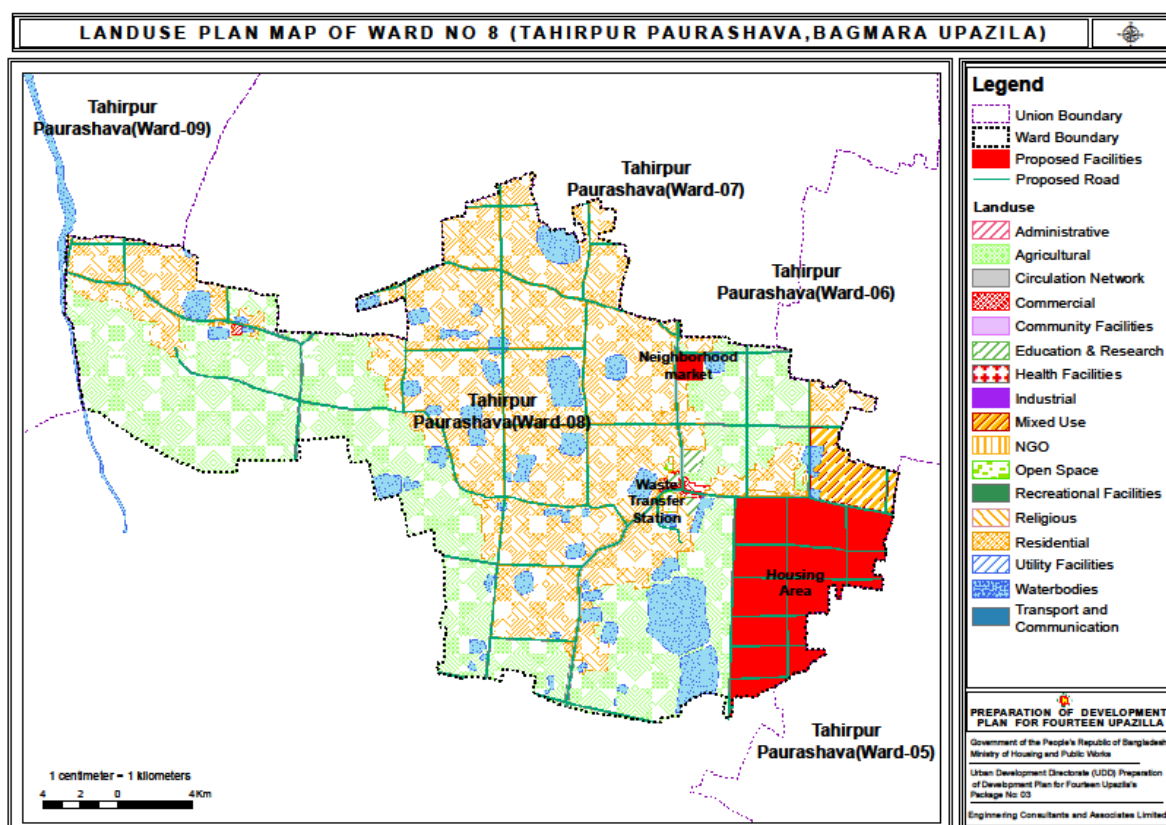 LANDUSE PLAN MAP OF WARD NO 8 (TAHIRPUR PAURASHAVA,BAGMARA UPAZILA)
Tahirpur
Paurashava(Ward-09)
Tahirpur
Paurashava(Ward-07)
Tahirpur
Paurashava(Ward-06)
Neighborhood
market
Tahirpur
Paurashava(Ward-08)
Waste
Transfer
Station
Housing
Area
Tahirpur
Paurashava(Ward-05)
1 centimeter = 1 kilometers
4 2 0 4Km
Legend
Union Boundary
Ward Boundary
Proposed Facilities
Proposed Road
Landuse
Administrative
Agricultural
Circulation Network
Commercial
Community Facilities
Education & Research
Health Facilities
Industrial
Mixed Use
NGO
Open Space
Recreational Facilities
Religious
Residential
Utility Facilities
Waterbodies
Transport and
Communication
PREPARATION OF DEVELOPMENT
PLAN FOR FOURTEEN UPAZILLA
Government of the People's Republic of Bangladesh
Ministry of Housing and Public Works
Urban Development Directorate (UDD) Preparation
of Development Plan for Fourteen Upazila's
Package No: 03
Enginnering Consultants and Associates Limited